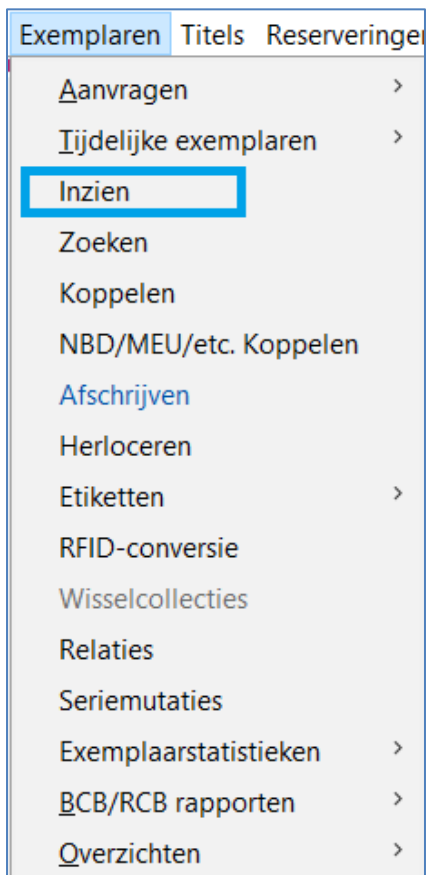 Exemplaren Titels Reserveringe
Aanvragen
Tijdelijke exemplaren
Inzien
Zoeken
Koppelen
NBD/MEU/etc. Koppelen
Afschrijven
Herloceren
Etiketten
RFID-conversie
Wisselcollecties
Relaties
Seriemutaties
Exemplaarstatistieken
BCB/RCB rapporten
Overzichten